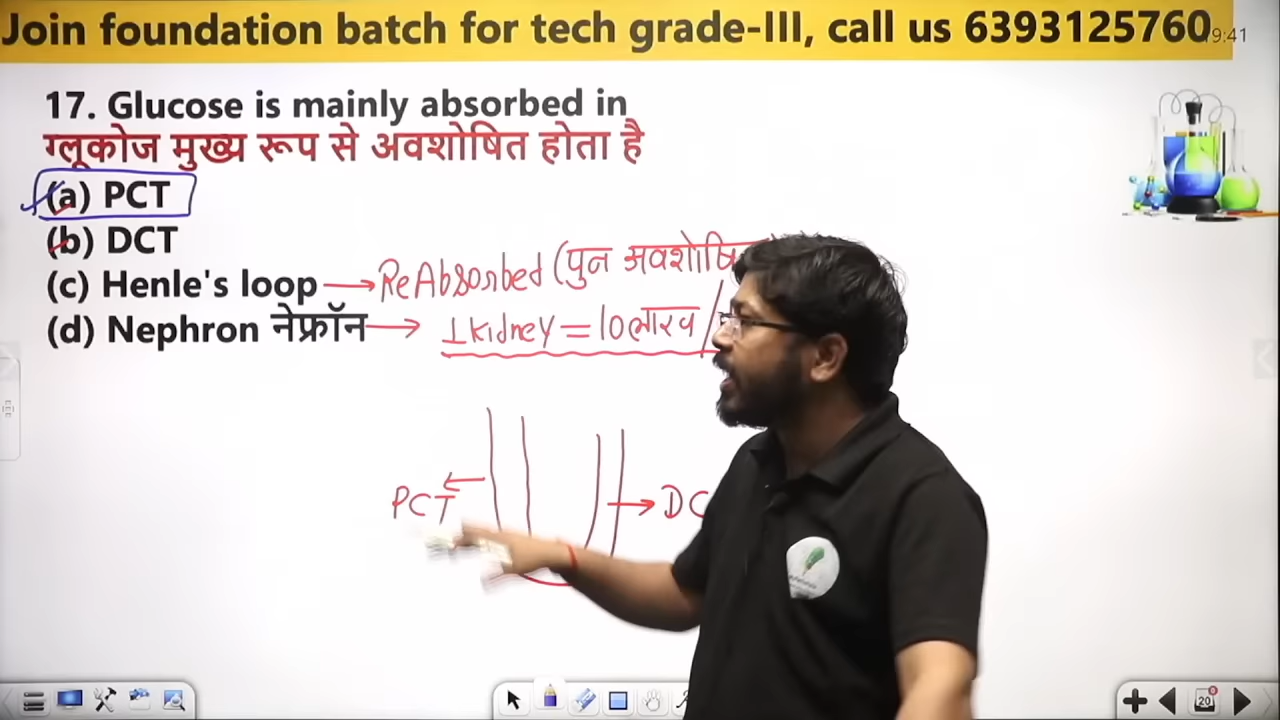 Join foundation batch for tech grade-III, call us 6393125760
9:41
17. Glucose is mainly absorbed in
ग्लूकोज मुख्य रूप से अवशोषित होता है
(a) PCT
(b) DCT
(c) Henle's loop → ReAbsorbed (पुन
(d) Nephron नेफ्रॉन → 1 kidney = 10 लाख /
PCT
DC
20